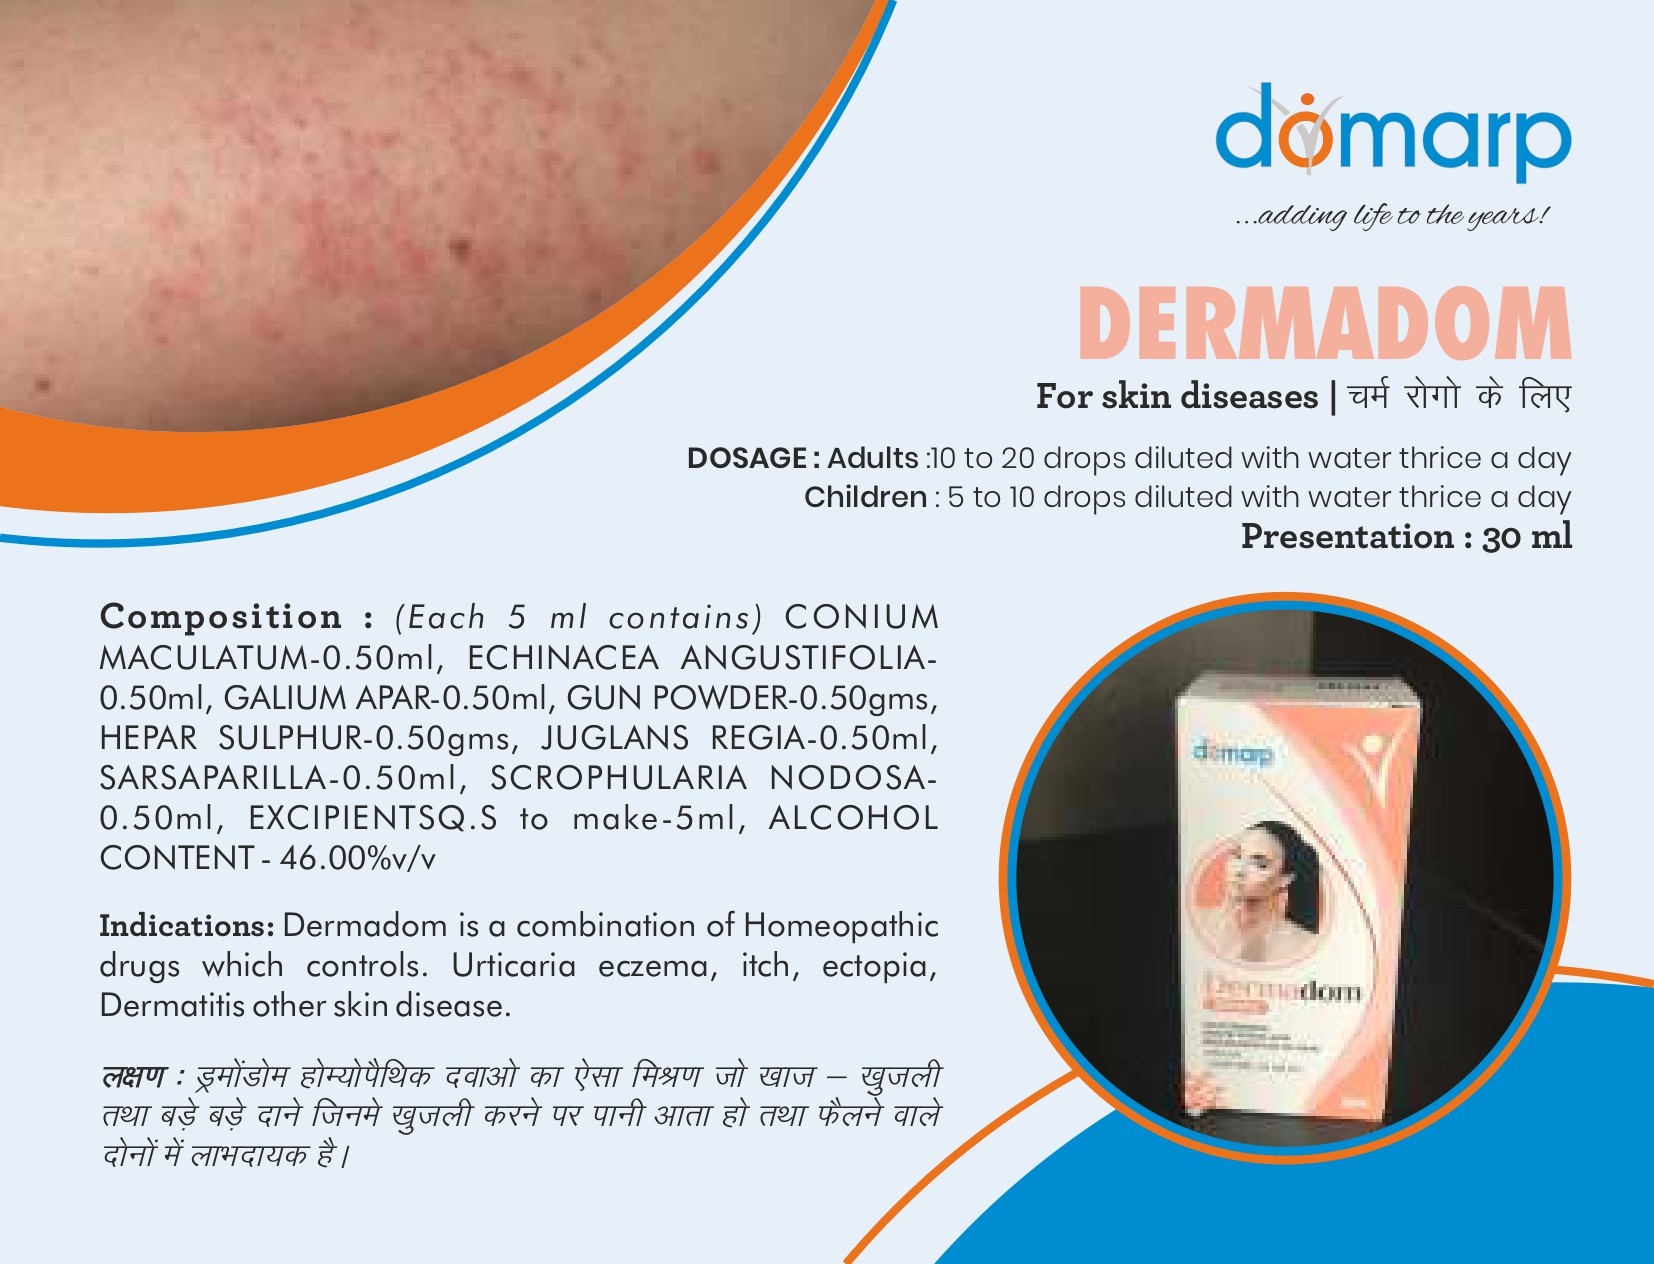 domarp
...adding life to the years!
DERMADOM
For skin diseases | चर्म रोगो के लिए
DOSAGE : Adults :10 to 20 drops diluted with water thrice a day
Children : 5 to 10 drops diluted with water thrice a day
Presentation : 30 ml
Composition : (Each 5 ml contains) CONIUM
MACULATUM-0.50ml, ECHINACEA ANGUSTIFOLIA-
0.50ml, GALIUM APAR-0.50ml, GUN POWDER-0.50gms,
HEPAR SULPHUR-0.50gms, JUGLANS REGIA-0.50ml,
SARSAPARILLA-0.50ml, SCROPHULARIA NODOSA-
0.50ml, EXCIPIENTSQ.S to make-5ml, ALCOHOL
CONTENT - 46.00%v/v
Indications: Dermadom is a combination of Homeopathic
drugs which controls. Urticaria eczema, itch, ectopia,
Dermatitis other skin disease.
लक्षण : ड्रमोंडोम होम्योपैथिक दवाओ का ऐसा मिश्रण जो खाज – खुजली
तथा बड़े बड़े दाने जिनमे खुजली करने पर पानी आता हो तथा फैलने वाले
दोनों में लाभदायक है।
domarp
Dermadom